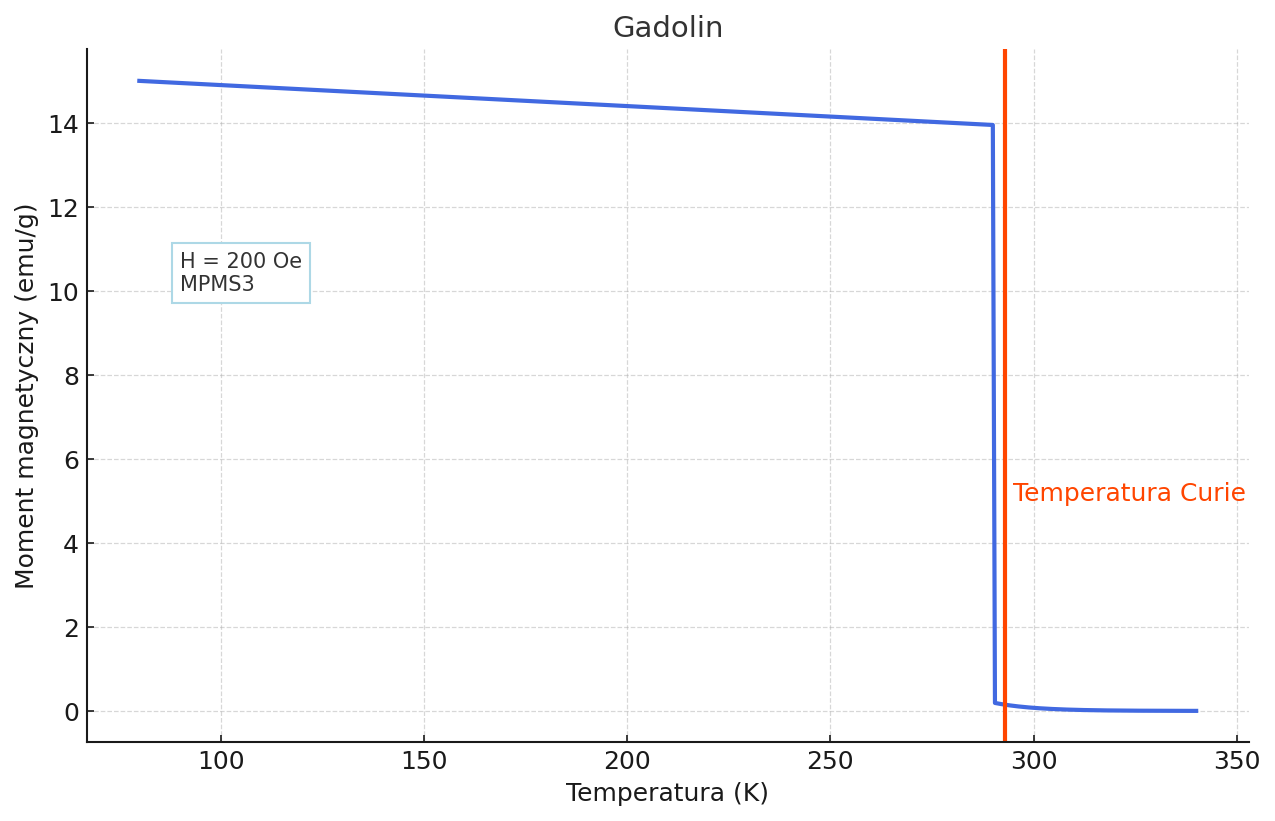 Gadolin
Moment magnetyczny (emu/g)
14
12
10
8
6
4
2
0
H = 200 Oe
MPMS3
Temperatura Curie
100
150
200
250
300
350
Temperatura (K)